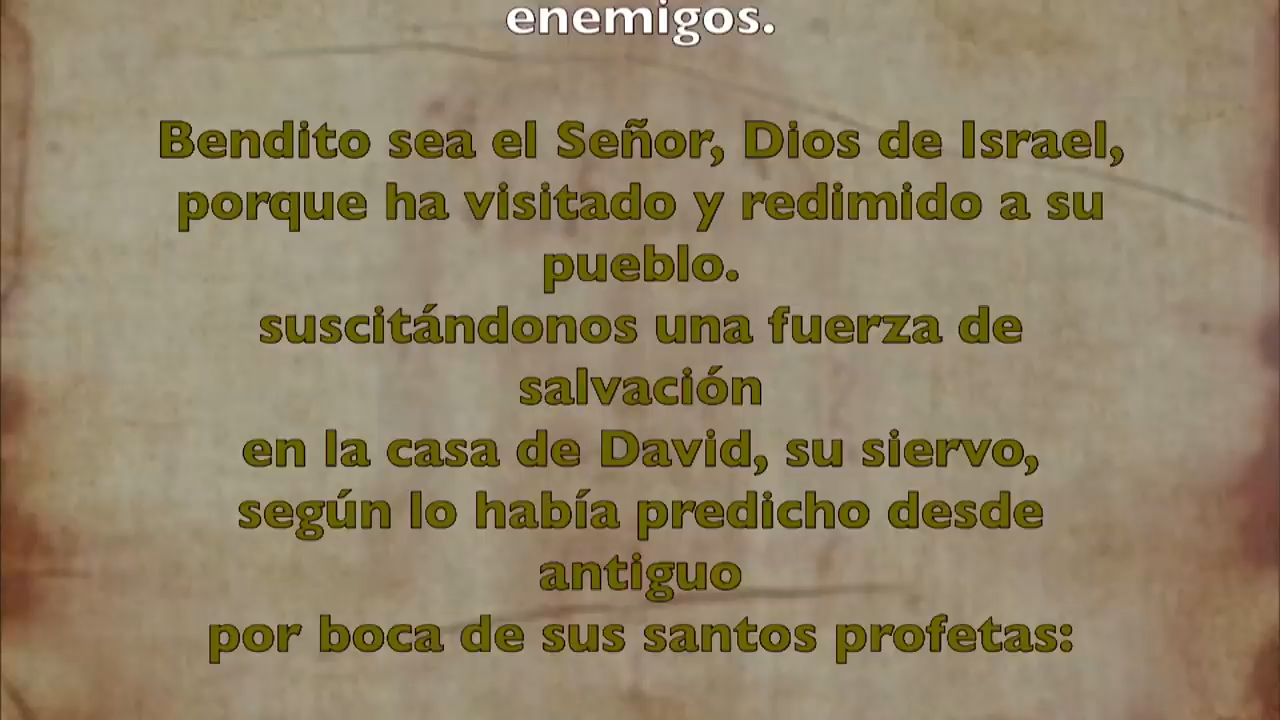 enemigos.
Bendito sea el Señor, Dios de Israel,
porque ha visitado y redimido a su
pueblo.
suscitándonos una fuerza de
salvación
en la casa de David, su siervo,
según lo había predicho desde
antiguo
por boca de sus santos profetas: